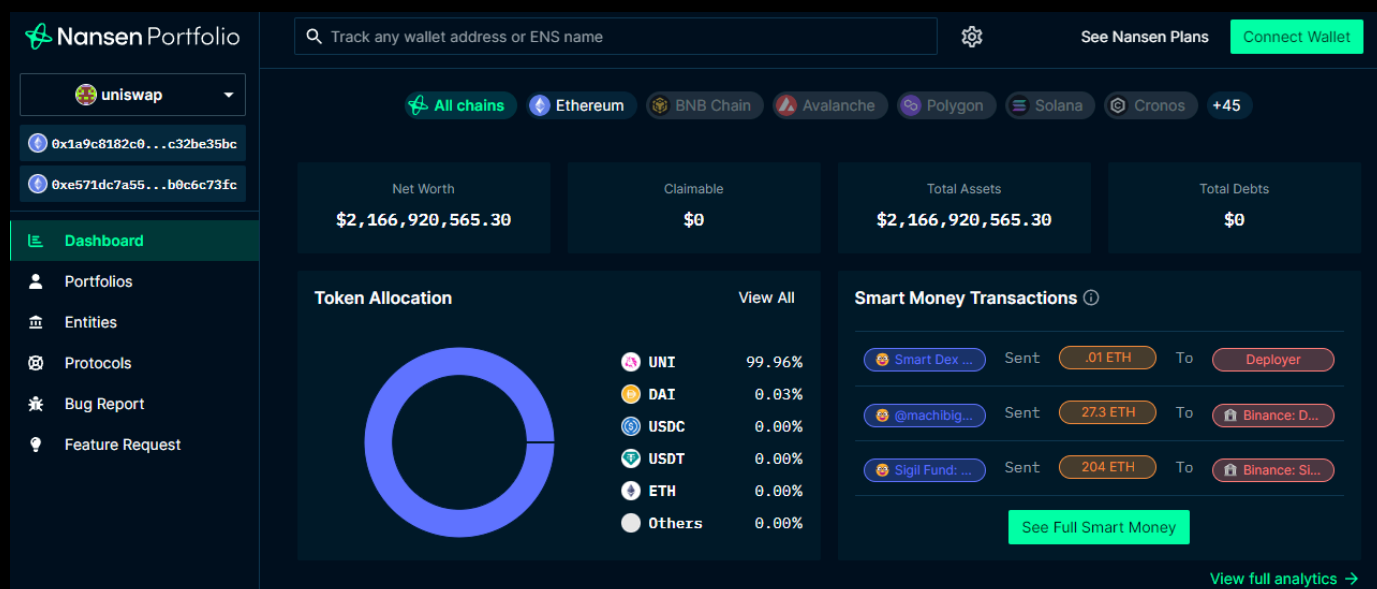 Nansen Portfolio
Track any wallet address or ENS name
See Nansen Plans
Connect Wallet
uniswap
0x1a9c8182c0...c32be35bc
0xe571dc7a55...b0c6c73fc
Dashboard
Portfolios
Entities
Protocols
Bug Report
Feature Request
All chains Ethereum BNB Chain Avalanche Polygon Solana Cronos +45
Net Worth
$2,166,920,565.30
Claimable
$0
Total Assets
$2,166,920,565.30
Total Debts
$0
Token Allocation View All
UNI 99.96%
DAI 0.03%
USDC 0.00%
USDT 0.00%
ETH 0.00%
Others 0.00%
Smart Money Transactions
Smart Dex ... Sent .01 ETH To Deployer
@machibig... Sent 27.3 ETH To Binance: D...
Sigil Fund: ... Sent 204 ETH To Binance: Si...
See Full Smart Money
View full analytics →